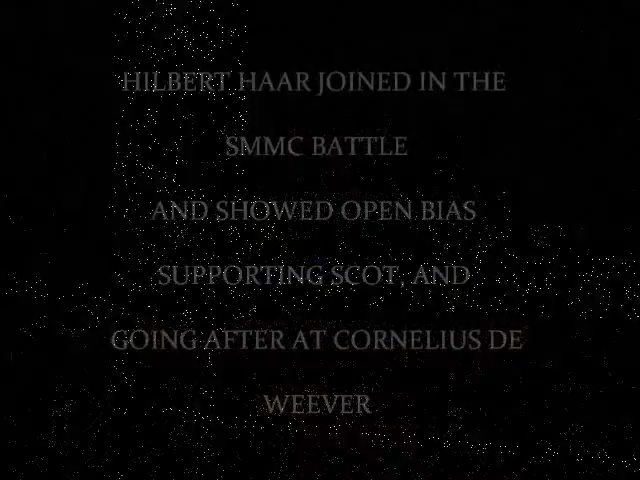 HILBERT HAAR JOINED IN THE
SMMC BATTLE
AND SHOWED OPEN BIAS
SUPPORTING SCOT, AND
GOING AFTER AT CORNELIUS DE
WEEVER